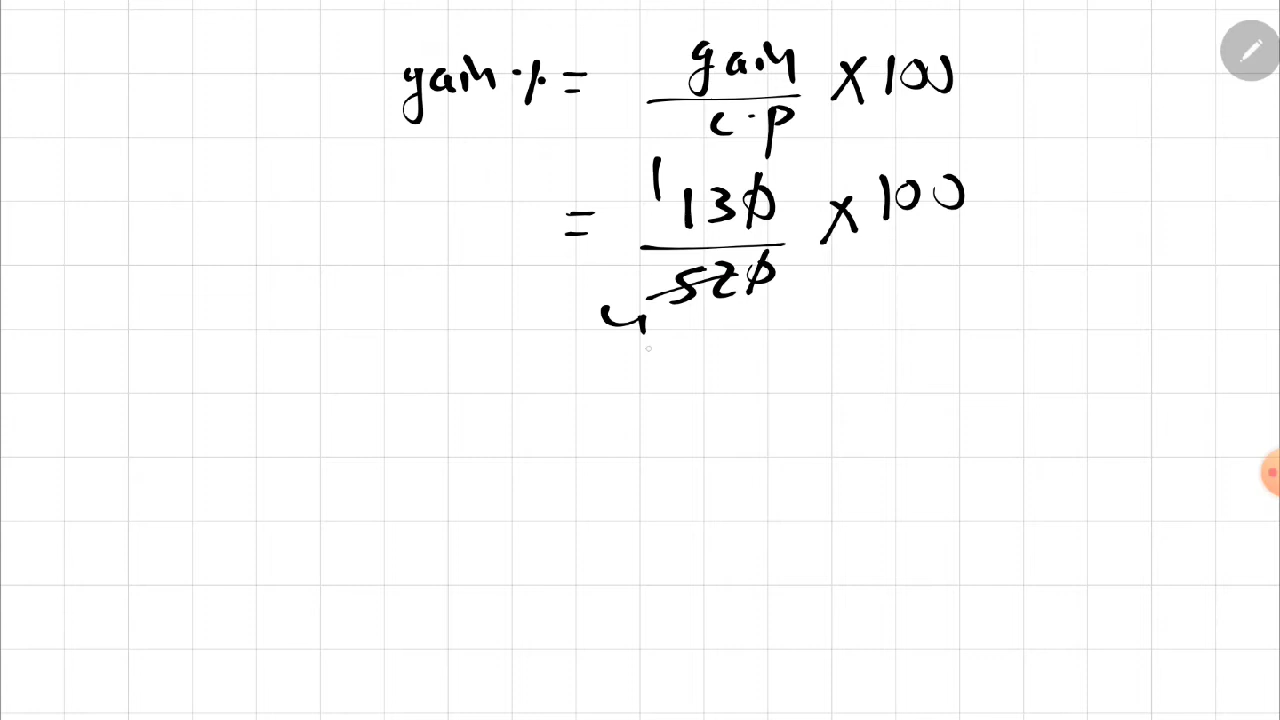 gain % = gain / c.p × 100
= 130 / 520 × 100
1
4